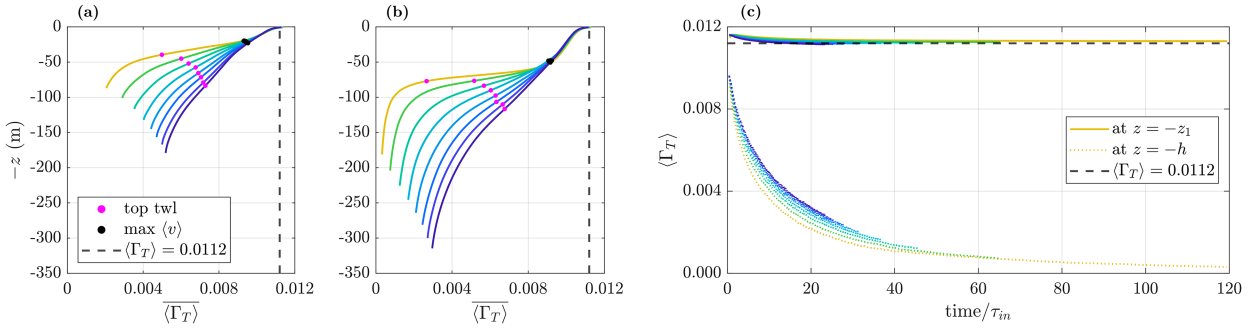 (a)
0
-50
-100
-150
-200
-250
-300
-350
−z (m)
top twl
max ⟨v⟩
⟨Γ_T⟩ = 0.0112
0 0.004 0.008 0.012
\overline{⟨Γ_T⟩}
(b)
0
-50
-100
-150
-200
-250
-300
-350
0 0.004 0.008 0.012
\overline{⟨Γ_T⟩}
(c)
0.012
0.008
0.004
0.000
⟨Γ_T⟩
at z = −z_1
at z = −h
⟨Γ_T⟩ = 0.0112
0 20 40 60 80 100 120
time/τ_{in}